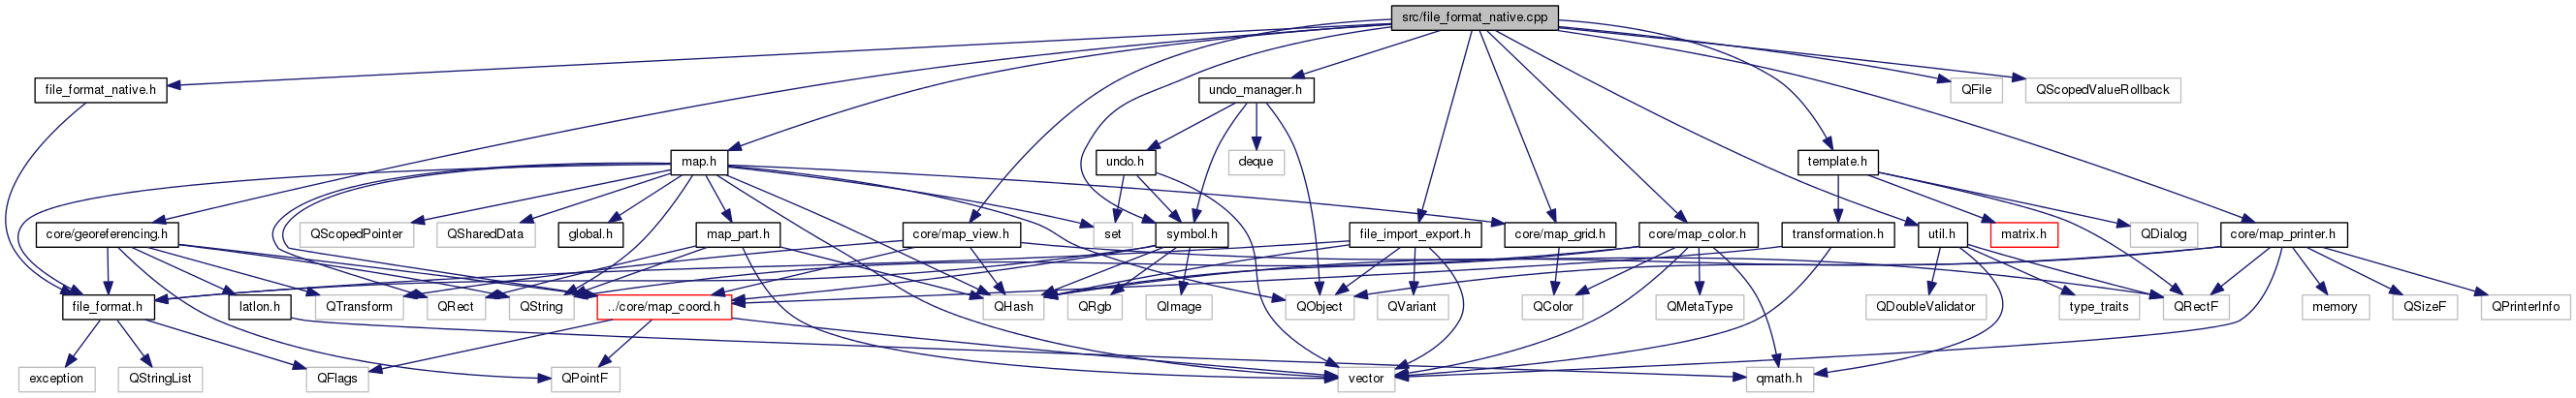 src/file_format_native.cpp
file_format_native.h
undo_manager.h
QFile
QScopedValueRollback
map.h
undo.h
deque
template.h
core/georeferencing.h
QScopedPointer
QSharedData
global.h
map_part.h
set
core/map_view.h
symbol.h
file_import_export.h
core/map_grid.h
core/map_color.h
transformation.h
util.h
matrix.h
QDialog
core/map_printer.h
file_format.h
latlon.h
QTransform
QRect
QString
../core/map_coord.h
QHash
QRgb
QImage
QObject
QVariant
QColor
QMetaType
QDoubleValidator
type_traits
QRectF
memory
QSizeF
QPrinterInfo
exception
QStringList
QFlags
QPointF
vector
qmath.h